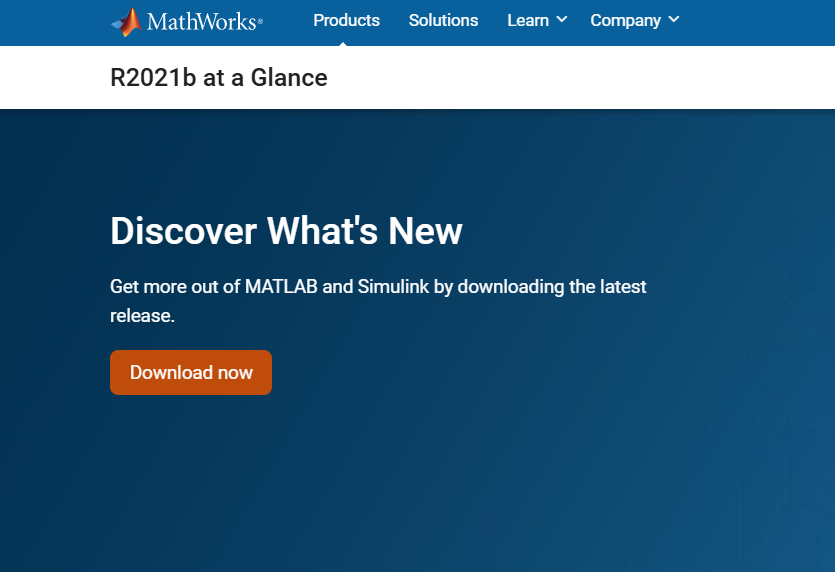 MathWorks®
Products Solutions Learn Company
R2021b at a Glance
Discover What's New
Get more out of MATLAB and Simulink by downloading the latest
release.
Download now